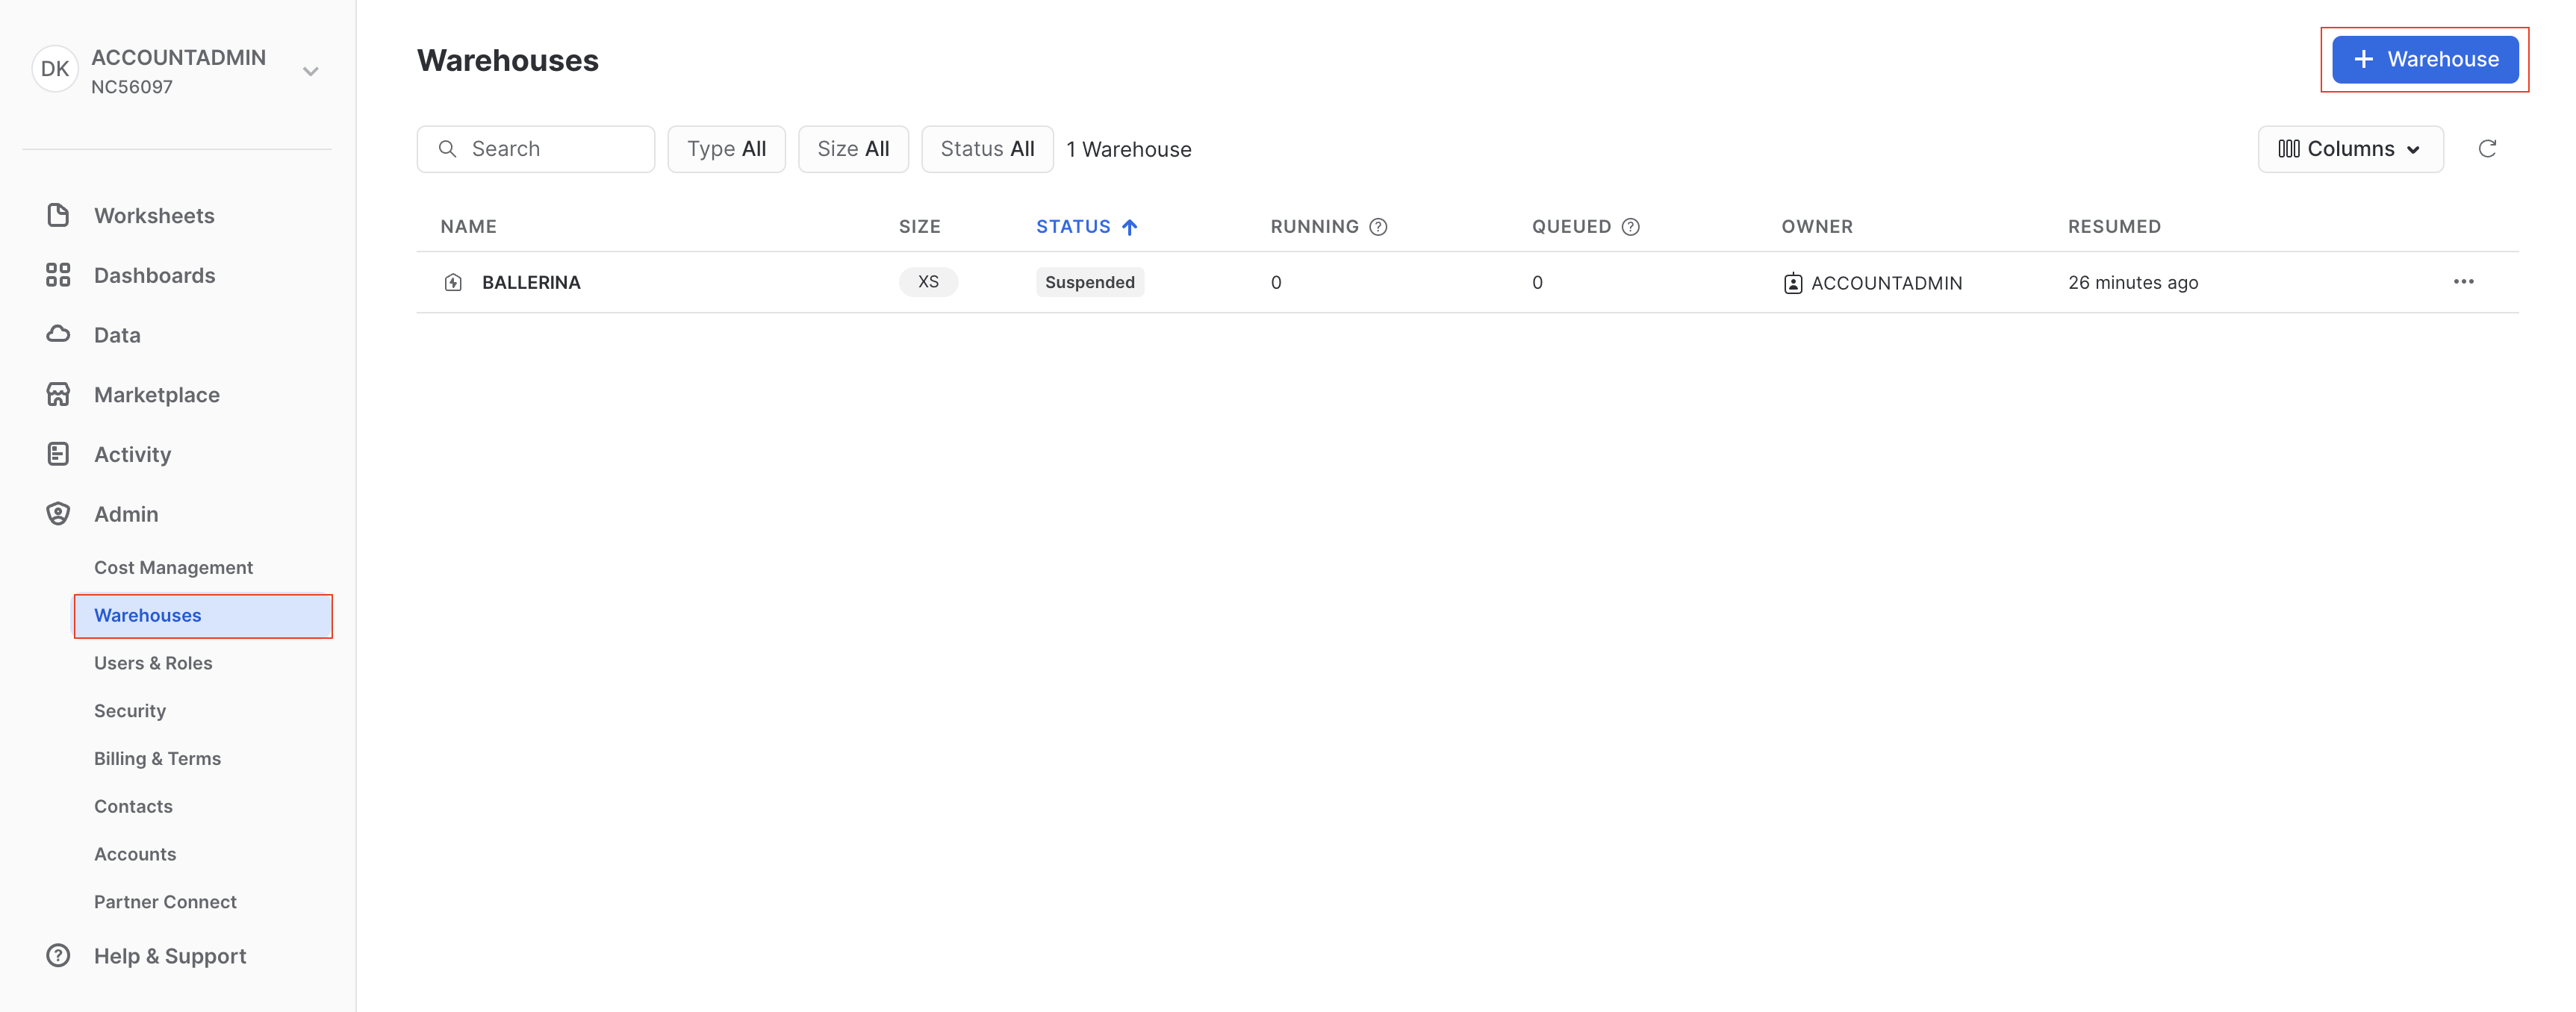 DK
ACCOUNTADMIN
NC56097
Worksheets
Dashboards
Data
Marketplace
Activity
Admin
Cost Management
Warehouses
Users & Roles
Security
Billing & Terms
Contacts
Accounts
Partner Connect
Help & Support
Warehouses
+ Warehouse
Search Type All Size All Status All 1 Warehouse Columns
NAME SIZE STATUS RUNNING ? QUEUED ? OWNER RESUMED
BALLERINA XS Suspended 0 0 ACCOUNTADMIN 26 minutes ago ...